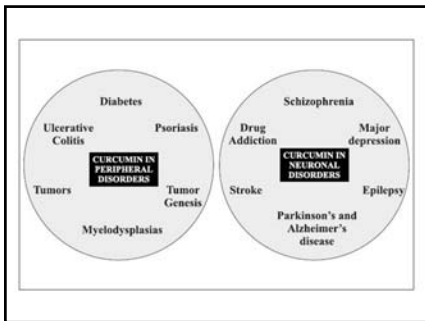 Diabetes
Ulcerative
Colitis
Psoriasis
CURCUMIN IN
PERIPHERAL
DISORDERS
Tumors
Tumor
Genesis
Myelodysplasias
Schizophrenia
Drug
Addiction
Major
depression
CURCUMIN IN
NEURONAL
DISORDERS
Stroke
Epilepsy
Parkinson's and
Alzheimer's
disease